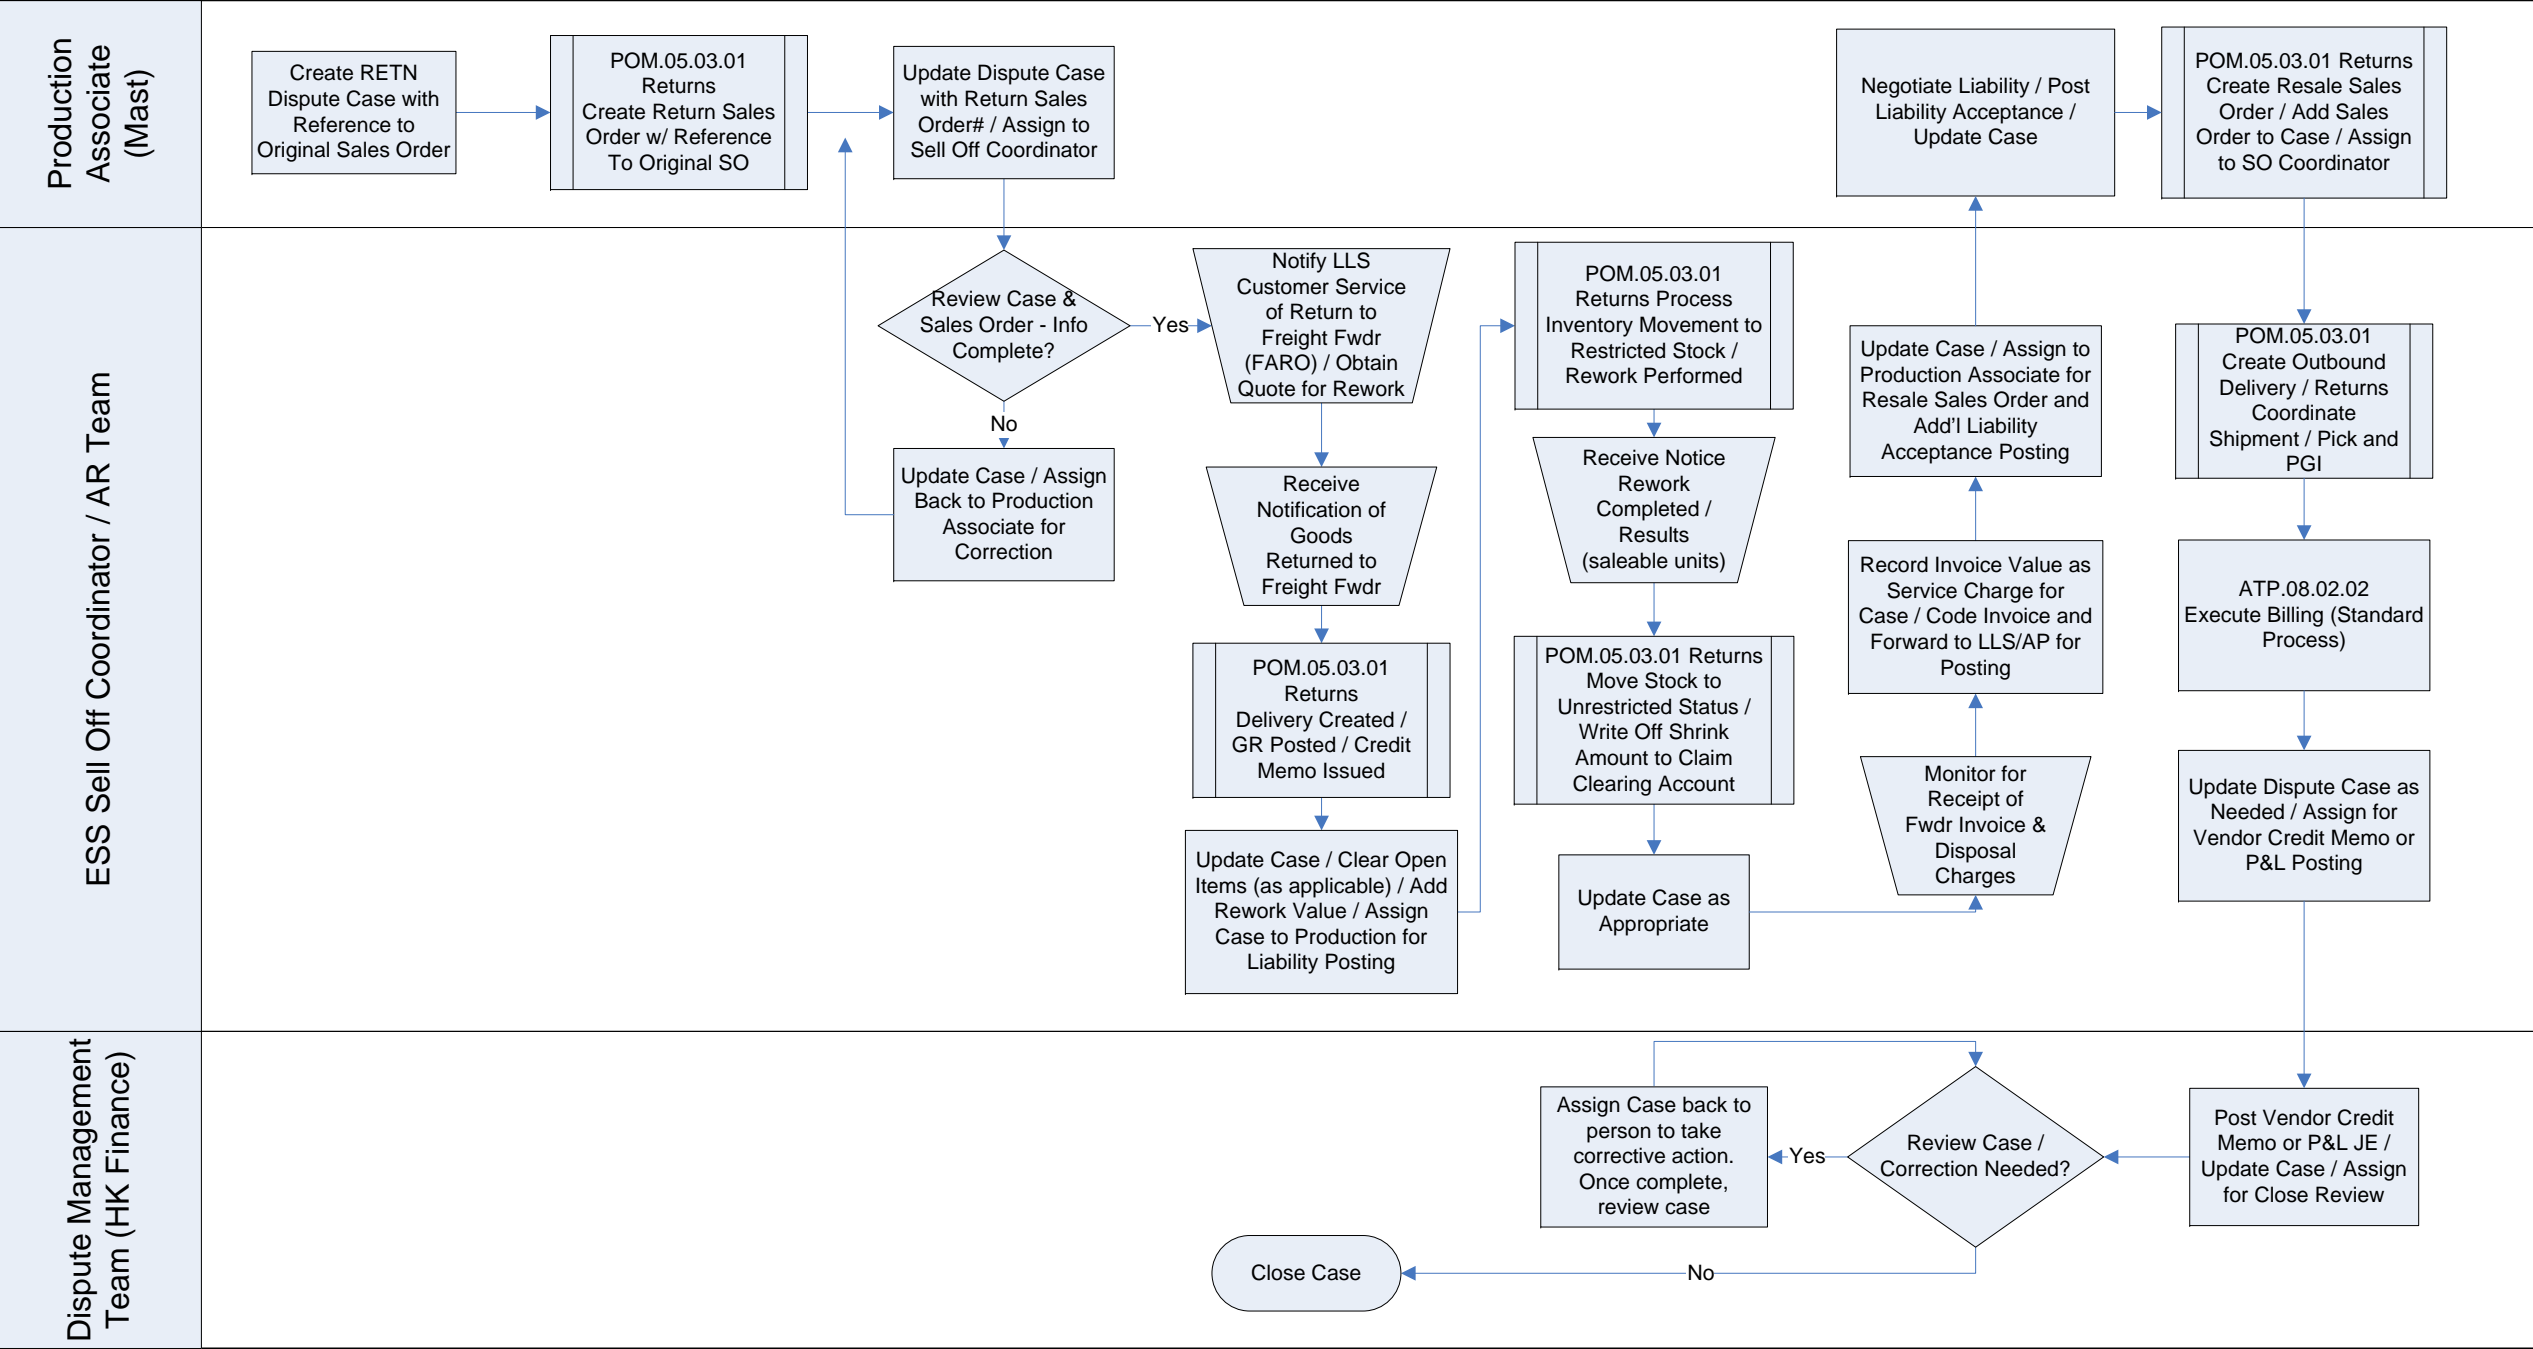 Production
Associate
(Mast)
Create RETN
Dispute Case with
Reference to
Original Sales Order
POM.05.03.01
Returns
Create Return Sales
Order w/ Reference
To Original SO
Update Dispute Case
with Return Sales
Order# / Assign to
Sell Off Coordinator
Negotiate Liability / Post
Liability Acceptance /
Update Case
POM.05.03.01 Returns
Create Resale Sales
Order / Add Sales
Order to Case / Assign
to SO Coordinator
ESS Sell Off Coordinator / AR Team
Review Case &
Sales Order - Info
Complete?
Yes
No
Update Case / Assign
Back to Production
Associate for
Correction
Notify LLS
Customer Service
of Return to
Freight Fwdr
(FARO) / Obtain
Quote for Rework
Receive
Notification of
Goods
Returned to
Freight Fwdr
POM.05.03.01
Returns
Delivery Created /
GR Posted / Credit
Memo Issued
Update Case / Clear Open
Items (as applicable) / Add
Rework Value / Assign
Case to Production for
Liability Posting
POM.05.03.01
Returns Process
Inventory Movement to
Restricted Stock /
Rework Performed
Receive Notice
Rework
Completed /
Results
(saleable units)
POM.05.03.01 Returns
Move Stock to
Unrestricted Status /
Write Off Shrink
Amount to Claim
Clearing Account
Update Case as
Appropriate
Update Case / Assign to
Production Associate for
Resale Sales Order and
Add'l Liability
Acceptance Posting
Record Invoice Value as
Service Charge for
Case / Code Invoice and
Forward to LLS/AP for
Posting
Monitor for
Receipt of
Fwdr Invoice &
Disposal
Charges
POM.05.03.01
Create Outbound
Delivery / Returns
Coordinate
Shipment / Pick and
PGI
ATP.08.02.02
Execute Billing (Standard
Process)
Update Dispute Case as
Needed / Assign for
Vendor Credit Memo or
P&L Posting
Dispute Management
Team (HK Finance)
Assign Case back to
person to take
corrective action.
Once complete,
review case
Yes
Review Case /
Correction Needed?
Post Vendor Credit
Memo or P&L JE /
Update Case / Assign
for Close Review
Close Case
No